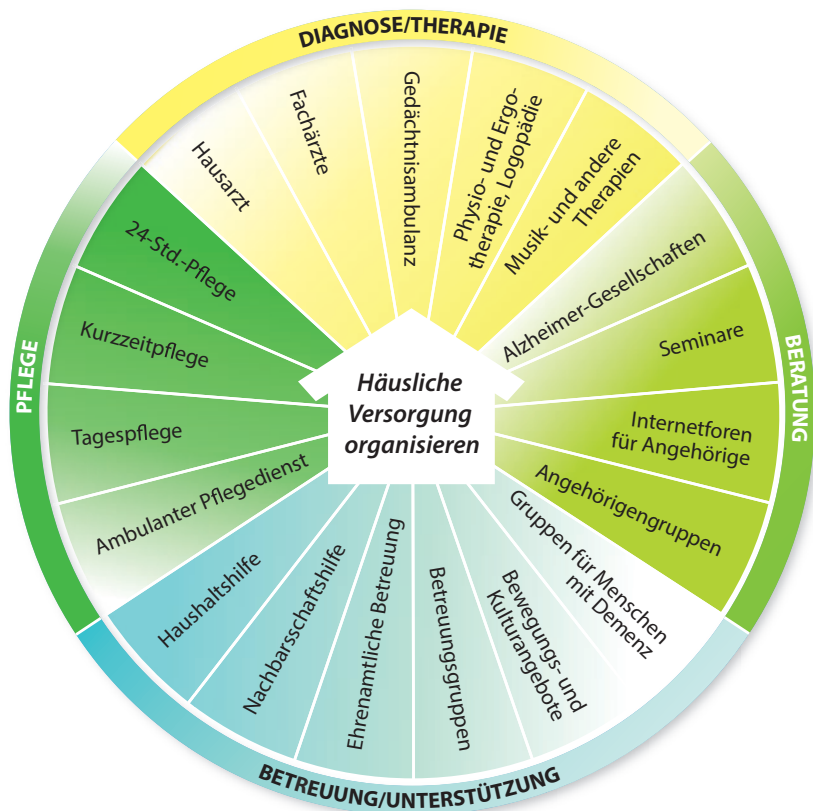 DIAGNOSE/THERAPIE
Hausarzt
Fachärzte
Gedächtnisambulanz
Physio- und Ergo-
therapie, Logopädie
Musik- und andere
Therapien
BERATUNG
Alzheimer-Gesellschaften
Seminare
Internetforen
für Angehörige
Angehörigengruppen
BETREUUNG/UNTERSTÜTZUNG
Gruppen für Menschen
mit Demenz
Bewegungs- und
Kulturangebote
Betreuungsgruppen
Ehrenamtliche Betreuung
Nachbarsschaftshilfe
Haushaltshilfe
PFLEGE
Ambulanter Pflegedienst
Tagespflege
Kurzzeitpflege
24-Std.-Pflege
Häusliche
Versorgung
organisieren